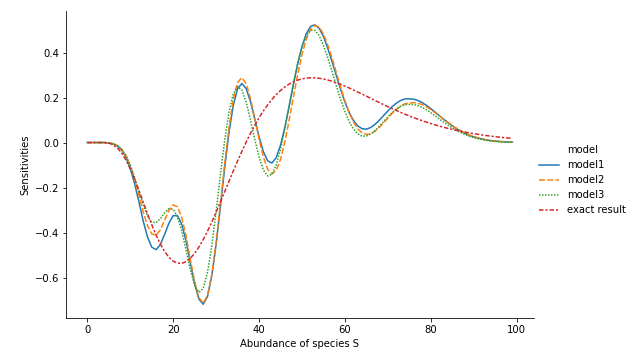 0.4
0.2
0.0
−0.2
−0.4
−0.6
Sensitivities
0
20
40
60
80
100
Abundance of species S
model
model1
model2
model3
exact result